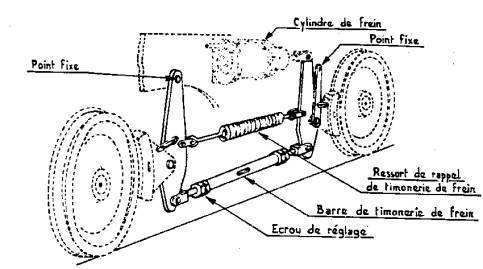 Cylindre de frein
Point fixe
Point fixe
Ressort de rappel
de timonerie de frein
Barre de timonerie de frein
Ecrou de réglage